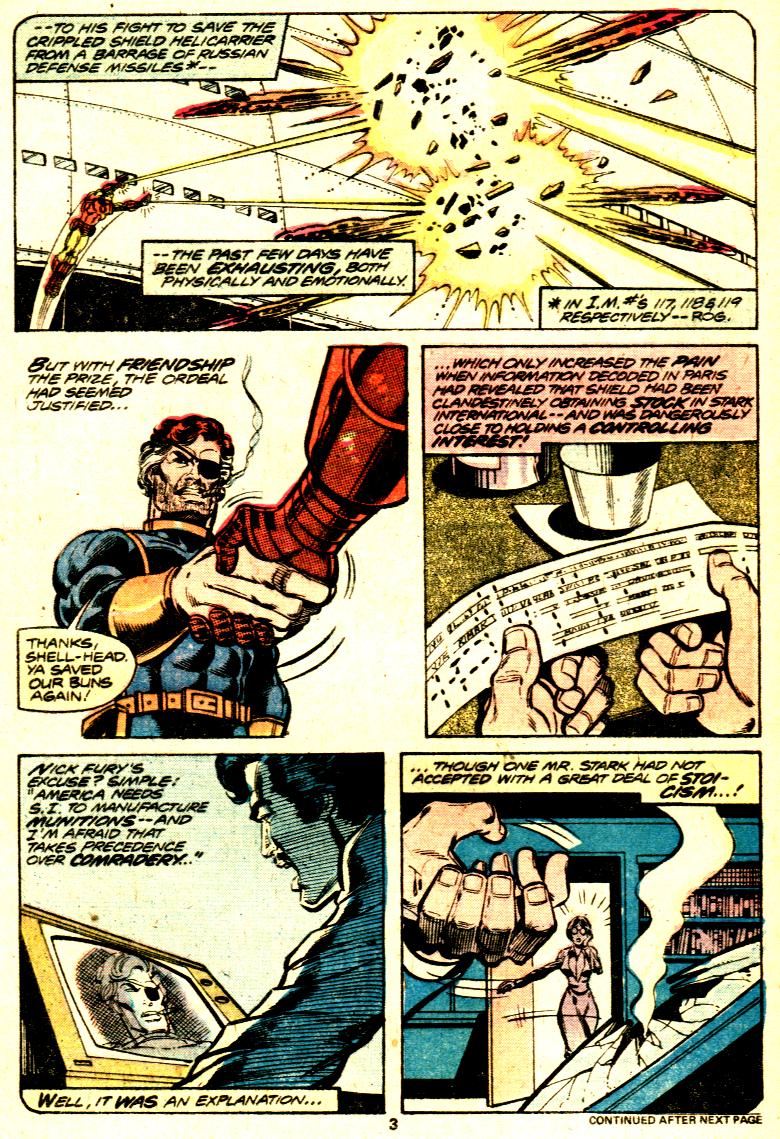 --TO HIS FIGHT TO SAVE THE
CRIPPLED SHIELD HELICARRIER
FROM A BARRAGE OF RUSSIAN
DEFENSE MISSILES*--
--THE PAST FEW DAYS HAVE
BEEN EXHAUSTING, BOTH
PHYSICALLY AND EMOTIONALLY.
* IN I.M. #'S 117, 118 & 119
RESPECTIVELY -- ROG.
BUT WITH FRIENDSHIP
THE PRIZE, THE ORDEAL
HAD SEEMED
JUSTIFIED...
THANKS,
SHELL-HEAD.
YA SAVED
OUR BUNS
AGAIN!
...WHICH ONLY INCREASED THE PAIN
WHEN INFORMATION DECODED IN PARIS
HAD REVEALED THAT SHIELD HAD BEEN
CLANDESTINELY OBTAINING STOCK IN STARK
INTERNATIONAL--AND WAS DANGEROUSLY
CLOSE TO HOLDING A CONTROLLING
INTEREST!
NICK FURY'S
EXCUSE? SIMPLE:
"AMERICA NEEDS
S.I. TO MANUFACTURE
MUNITIONS--AND
I'M AFRAID THAT
TAKES PRECEDENCE
OVER COMRADERY.."
WELL, IT WAS AN EXPLANATION...
...THOUGH ONE MR. STARK HAD NOT
ACCEPTED WITH A GREAT DEAL OF STOI-
CISM...!
3
CONTINUED AFTER NEXT PAGE